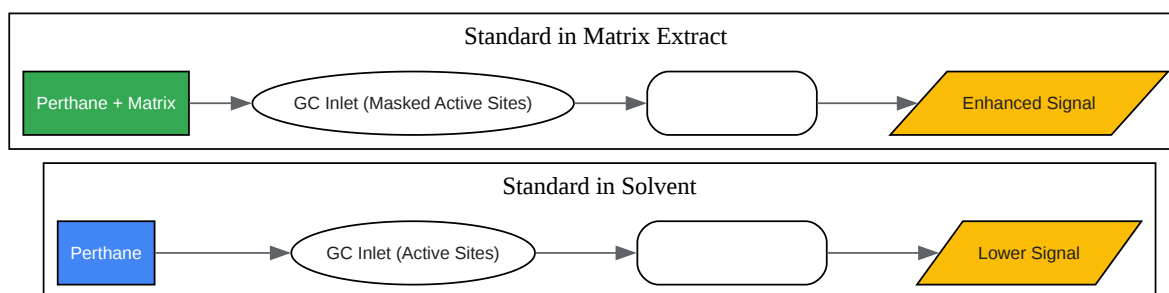 Standard in Matrix Extract
Perthane + Matrix
GC Inlet (Masked Active Sites)
Enhanced Signal
Standard in Solvent
Perthane
GC Inlet (Active Sites)
Lower Signal